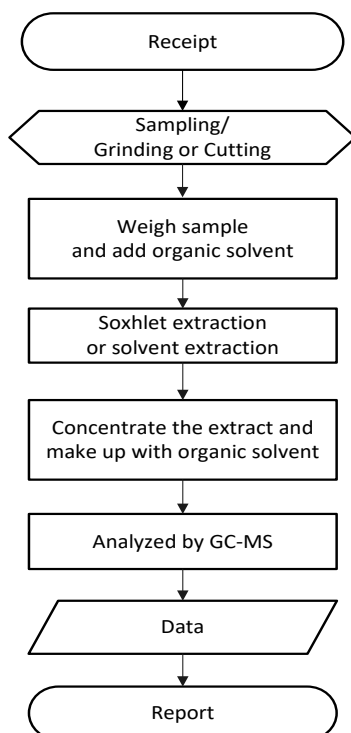 Receipt
Sampling/
Grinding or Cutting
Weigh sample
and add organic solvent
Soxhlet extraction
or solvent extraction
Concentrate the extract and
make up with organic solvent
Analyzed by GC-MS
Data
Report